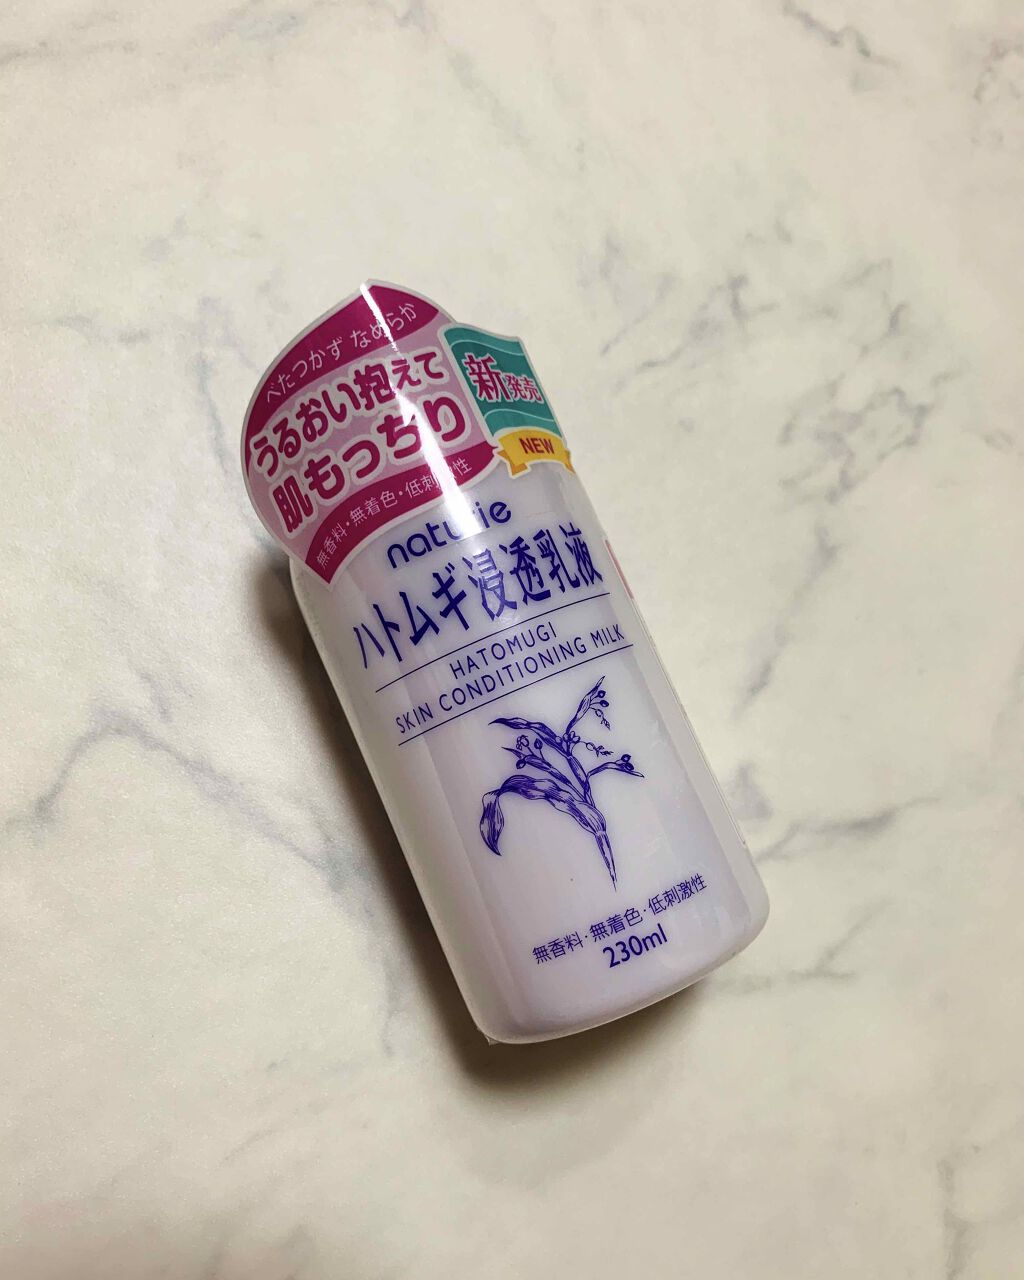 べたつかず なめらか
うるおい抱えて
肌もっちり
無香料・無着色・低刺激性
新発売
NEW
naturie
ハトムギ浸透乳液
HATOMUGI
SKIN CONDITIONING MILK
無香料・無着色・低刺激性
230ml